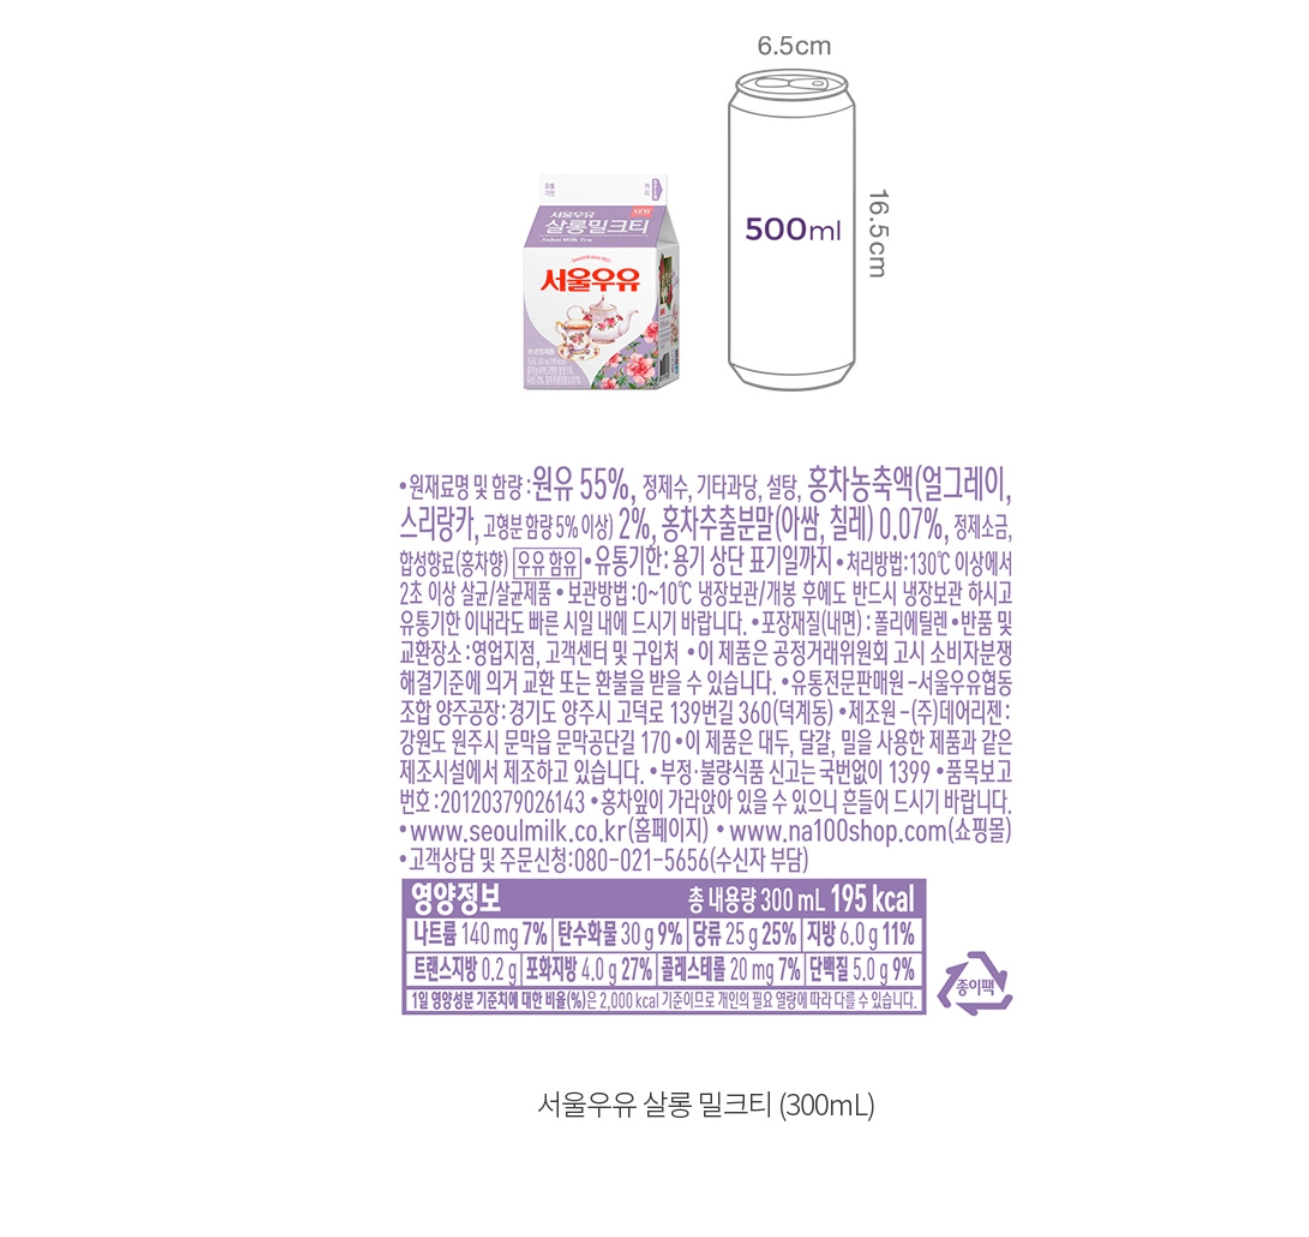 6.5cm
500ml
16.5cm
서울우유
NEW
살롱밀크티
Salon Milk Tea
서울우유
•원재료명 및 함량:원유 55%, 정제수, 기타과당, 설탕, 홍차농축액(얼그레이,
스리랑카, 고형분 함량 5% 이상) 2%, 홍차추출분말(아쌈, 칠레) 0.07%, 정제소금,
합성향료(홍차향) 우유 함유 •유통기한: 용기 상단 표기일까지 •처리방법:130℃ 이상에서
2초 이상 살균/살균제품 •보관방법:0~10℃ 냉장보관/개봉 후에도 반드시 냉장보관 하시고
유통기한 이내라도 빠른 시일 내에 드시기 바랍니다. •포장재질(내면): 폴리에틸렌 •반품 및
교환장소:영업지점, 고객센터 및 구입처 •이 제품은 공정거래위원회 고시 소비자분쟁
해결기준에 의거 교환 또는 환불을 받을 수 있습니다. •유통전문판매원-서울우유협동
조합 양주공장:경기도 양주시 고덕로 139번길 360(덕계동) •제조원-(주)데어리젠:
강원도 원주시 문막읍 문막공단길 170 •이 제품은 대두, 달걀, 밀을 사용한 제품과 같은
제조시설에서 제조하고 있습니다. •부정·불량식품 신고는 국번없이 1399 •품목보고
번호:20120379026143 •홍차잎이 가라앉아 있을 수 있으니 흔들어 드시기 바랍니다.
•www.seoulmilk.co.kr(홈페이지) •www.na100shop.com(쇼핑몰)
•고객상담 및 주문신청:080-021-5656(수신자 부담)
영양정보 총 내용량 300 mL 195 kcal
나트륨 140 mg 7% 탄수화물 30 g 9% 당류 25 g 25% 지방 6.0 g 11%
트랜스지방 0.2 g 포화지방 4.0 g 27% 콜레스테롤 20 mg 7% 단백질 5.0 g 9%
1일 영양성분 기준치에 대한 비율(%)은 2,000 kcal 기준이므로 개인의 필요 열량에 따라 다를 수 있습니다.
종이팩
서울우유 살롱 밀크티 (300mL)